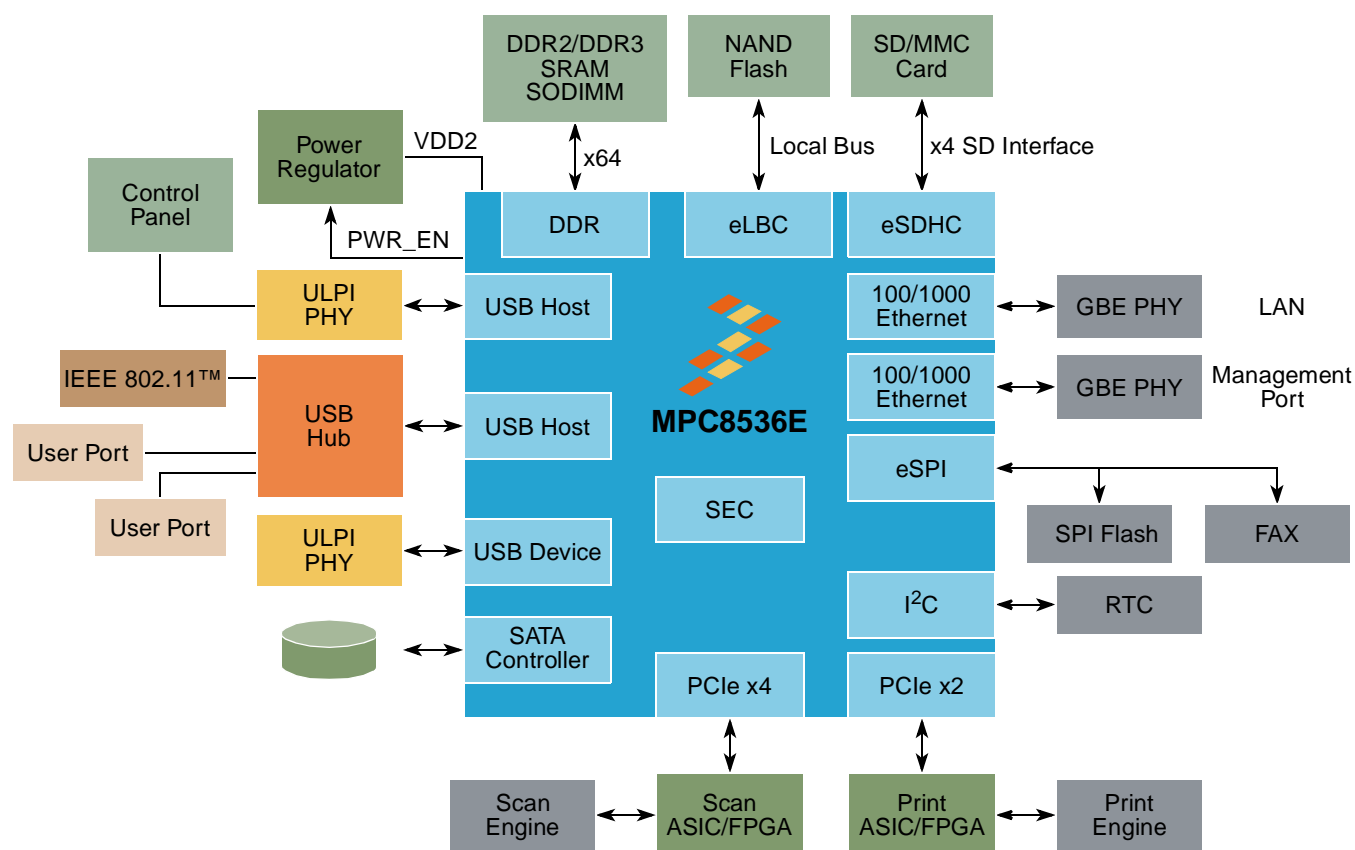 DDR2/DDR3
SRAM
SODIMM
NAND
Flash
SD/MMC
Card
Power
Regulator
VDD2
x64
Local Bus
x4 SD Interface
Control
Panel
PWR_EN
DDR
eLBC
eSDHC
ULPI
PHY
USB Host
100/1000
Ethernet
GBE PHY
LAN
IEEE 802.11™
USB
Hub
USB Host
MPC8536E
100/1000
Ethernet
GBE PHY
Management
Port
User Port
User Port
eSPI
SEC
SPI Flash
FAX
ULPI
PHY
USB Device
I²C
RTC
SATA
Controller
PCIe x4
PCIe x2
Scan
Engine
Scan
ASIC/FPGA
Print
ASIC/FPGA
Print
Engine